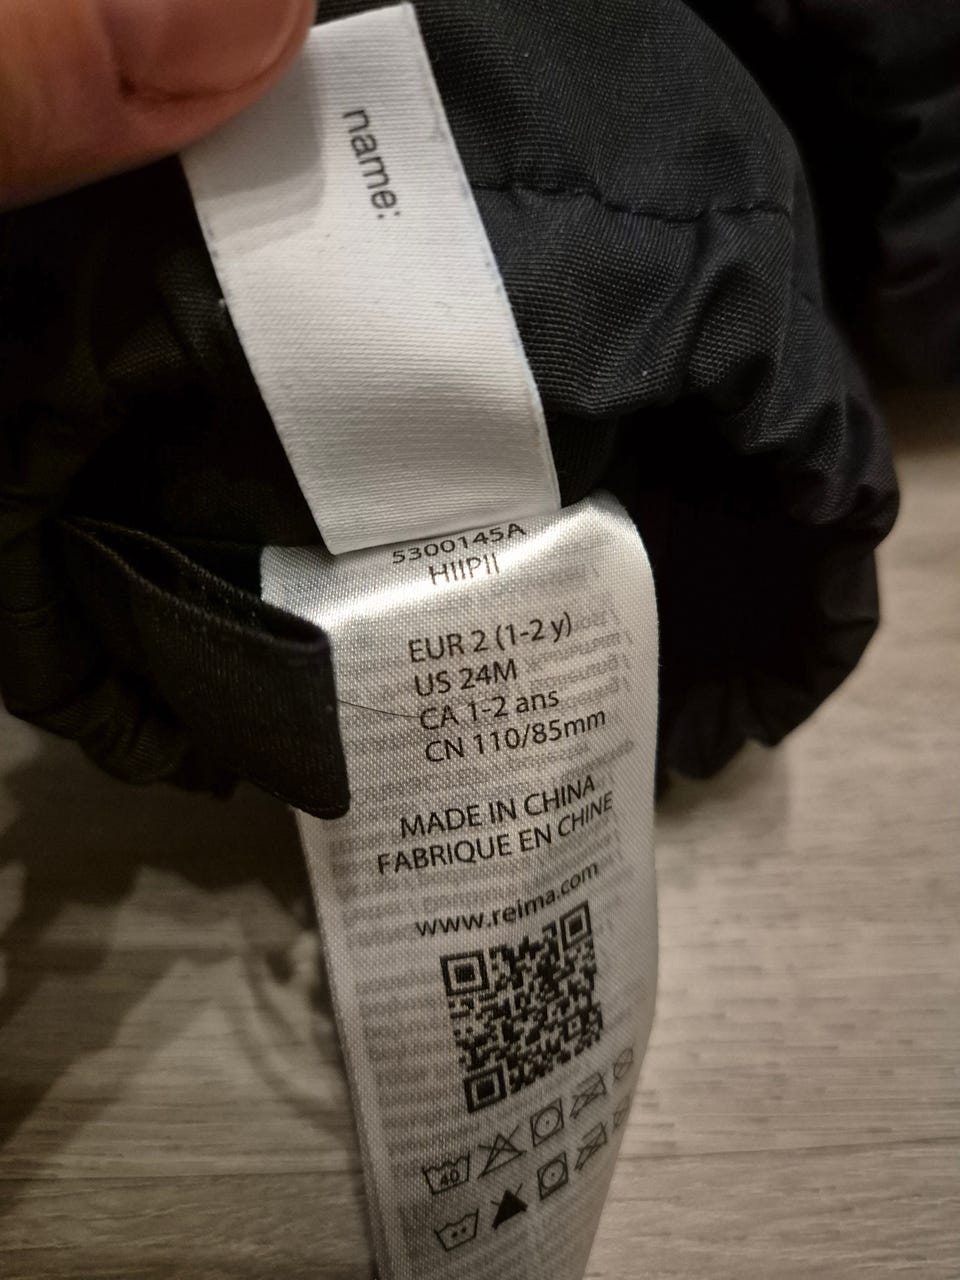 name:
5300145A
HIIPII
EUR 2 (1-2 y)
US 24M
CA 1-2 ans
CN 110/85mm
MADE IN CHINA
FABRIQUE EN CHINE
www.reima.com
40